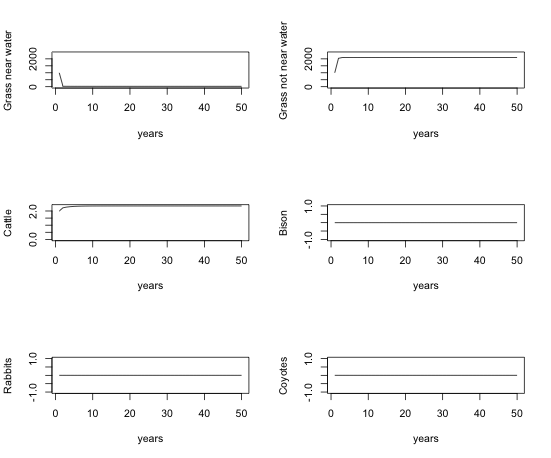 Grass near water
0 2000
0 10 20 30 40 50
years
Grass not near water
0 2000
0 10 20 30 40 50
years
Cattle
0.0 2.0
0 10 20 30 40 50
years
Bison
-1.0 1.0
0 10 20 30 40 50
years
Rabbits
-1.0 1.0
0 10 20 30 40 50
years
Coyotes
-1.0 1.0
0 10 20 30 40 50
years